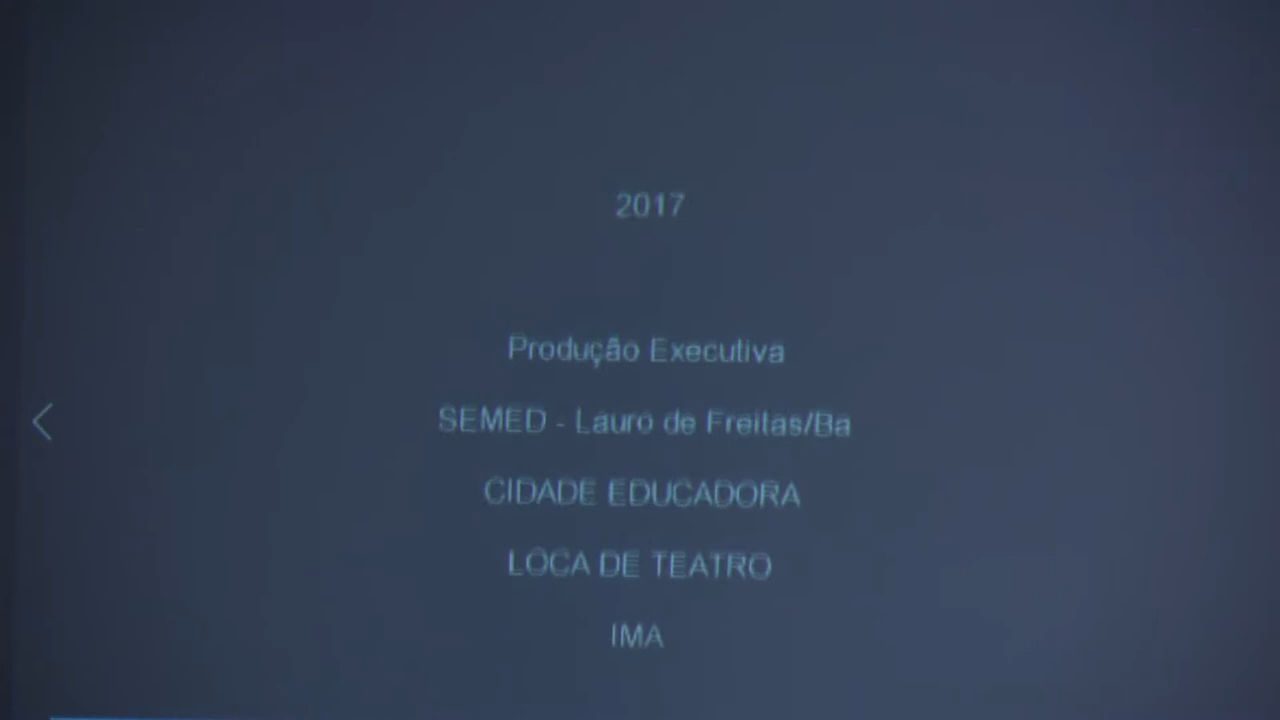 2017
Produção Executiva
SEMED - Lauro de Freitas/Ba
CIDADE EDUCADORA
LOCA DE TEATRO
IMA